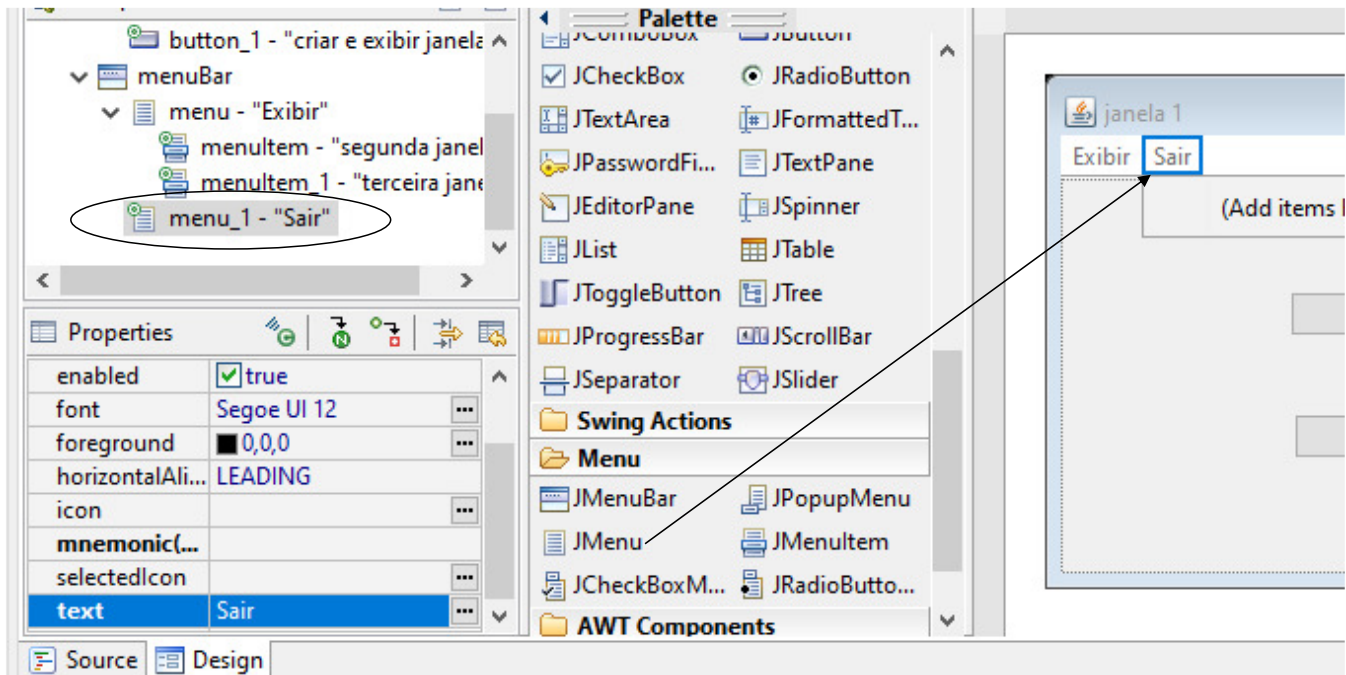 button_1 - "criar e exibir janela
menuBar
menu - "Exibir"
menuItem - "segunda janel
menuItem_1 - "terceira jane
menu_1 - "Sair"
Properties
enabled true
font Segoe UI 12 ...
foreground 0,0,0 ...
horizontalAli... LEADING
icon ...
mnemonic(...
selectedIcon ...
text Sair ...
Source Design
Palette
JComboBox JButton
JCheckBox JRadioButton
JTextArea JFormattedT...
JPasswordFi... JTextPane
JEditorPane JSpinner
JList JTable
JToggleButton JTree
JProgressBar JScrollBar
JSeparator JSlider
Swing Actions
Menu
JMenuBar JPopupMenu
JMenu JMenuItem
JCheckBoxM... JRadioButto...
AWT Components
janela 1
Exibir Sair
(Add items